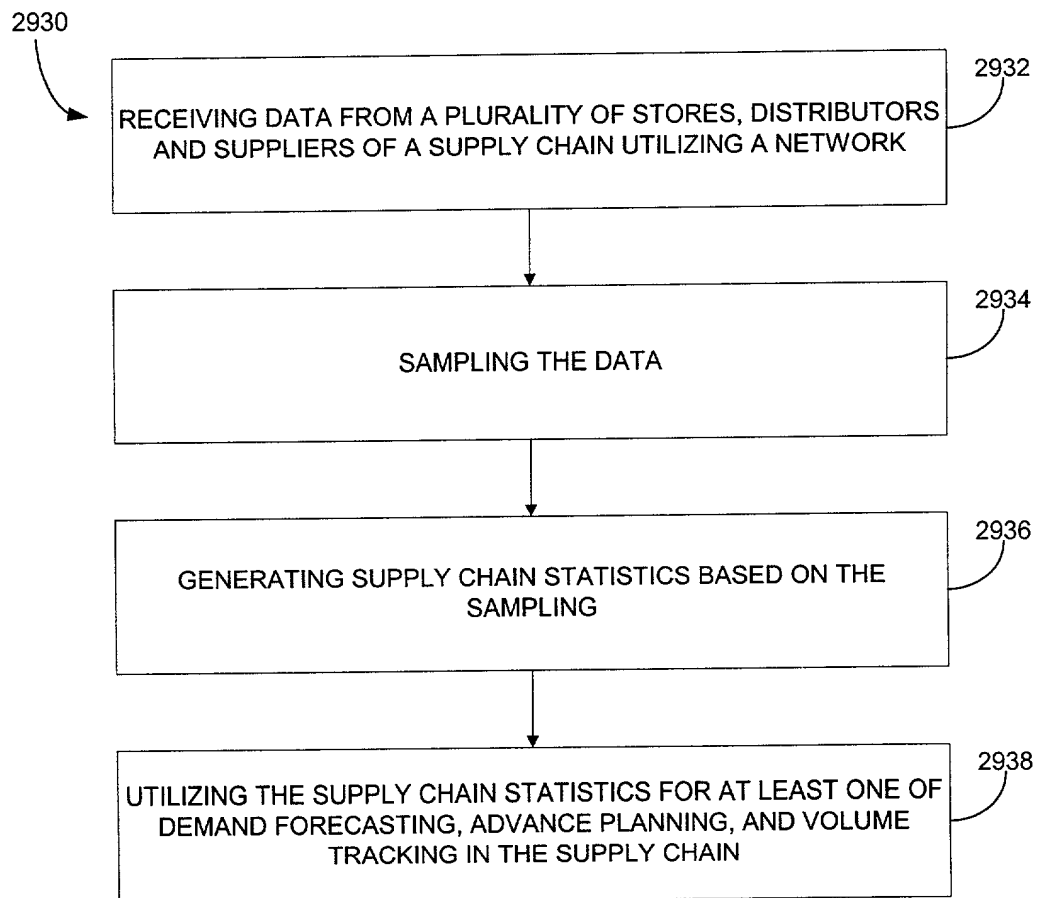 2930
2932
RECEIVING DATA FROM A PLURALITY OF STORES, DISTRIBUTORS
AND SUPPLIERS OF A SUPPLY CHAIN UTILIZING A NETWORK
2934
SAMPLING THE DATA
2936
GENERATING SUPPLY CHAIN STATISTICS BASED ON THE
SAMPLING
2938
UTILIZING THE SUPPLY CHAIN STATISTICS FOR AT LEAST ONE OF
DEMAND FORECASTING, ADVANCE PLANNING, AND VOLUME
TRACKING IN THE SUPPLY CHAIN